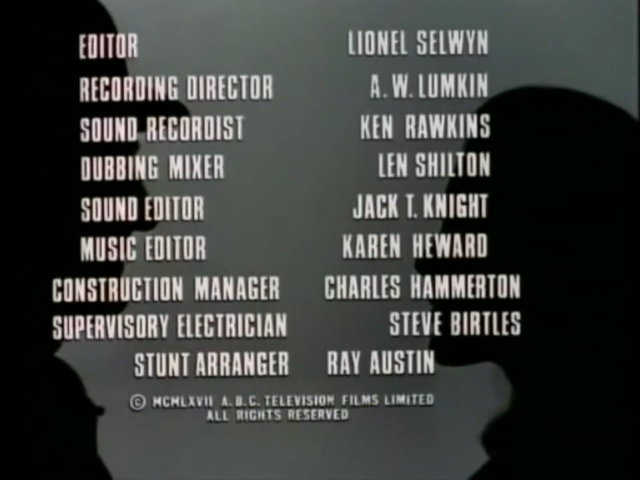 EDITOR LIONEL SELWYN
RECORDING DIRECTOR A. W. LUMKIN
SOUND RECORDIST KEN RAWKINS
DUBBING MIXER LEN SHILTON
SOUND EDITOR JACK T. KNIGHT
MUSIC EDITOR KAREN HEWARD
CONSTRUCTION MANAGER CHARLES HAMMERTON
SUPERVISORY ELECTRICIAN STEVE BIRTLES
STUNT ARRANGER RAY AUSTIN
© MCMLXVII A.B.C. TELEVISION FILMS LIMITED
ALL RIGHTS RESERVED